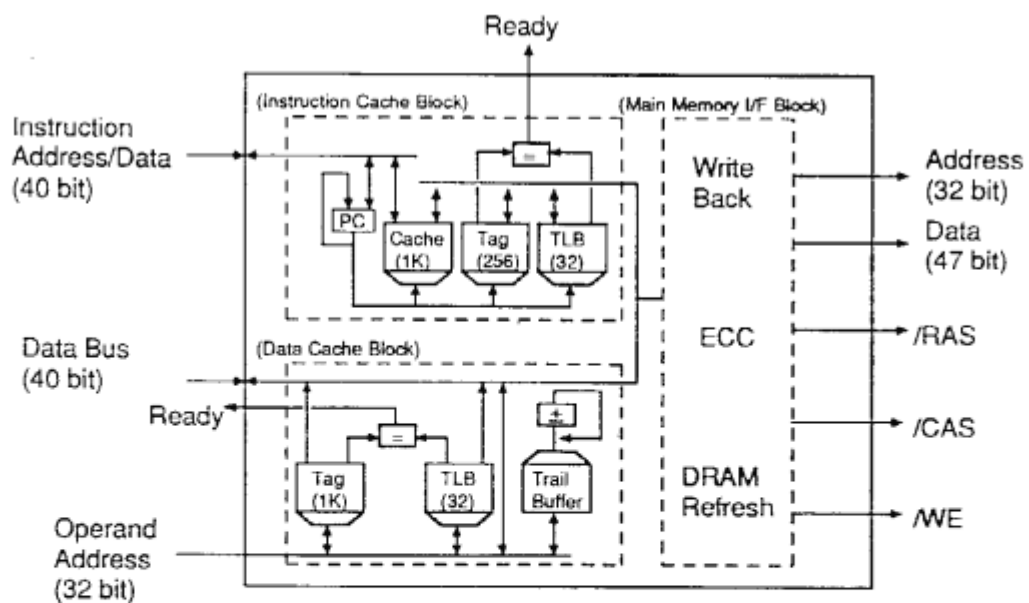 Ready
(Instruction Cache Block)
(Main Memory I/F Block)
Instruction
Address/Data
(40 bit)
=
PC
Cache
(1K)
Tag
(256)
TLB
(32)
Write
Back
Address
(32 bit)
Data
(47 bit)
Data Bus
(40 bit)
(Data Cache Block)
ECC
/RAS
Ready
=
±
Tag
(1K)
TLB
(32)
Trail
Buffer
/CAS
DRAM
Refresh
/WE
Operand
Address
(32 bit)